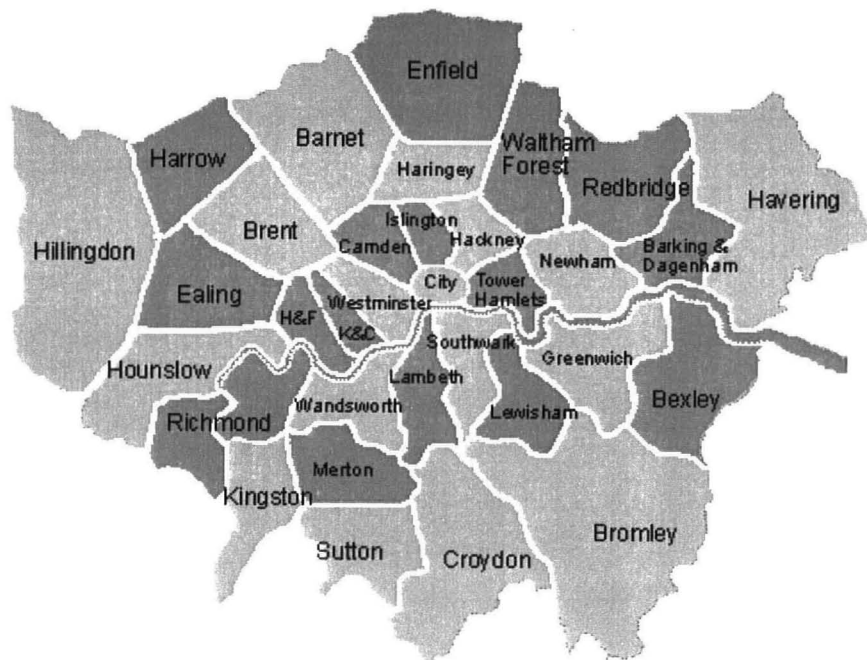 Enfield
Barnet
Harrow
Haringey
Waltham
Forest
Redbridge
Havering
Hillingdon
Brent
Islington
Camden
Hackney
Newham
Barking &
Dagenham
Ealing
City
Tower
Hamlets
Westminster
H&F
K&C
Southwark
Greenwich
Hounslow
Lambeth
Wandsworth
Bexley
Richmond
Lewisham
Merton
Kingston
Sutton
Croydon
Bromley